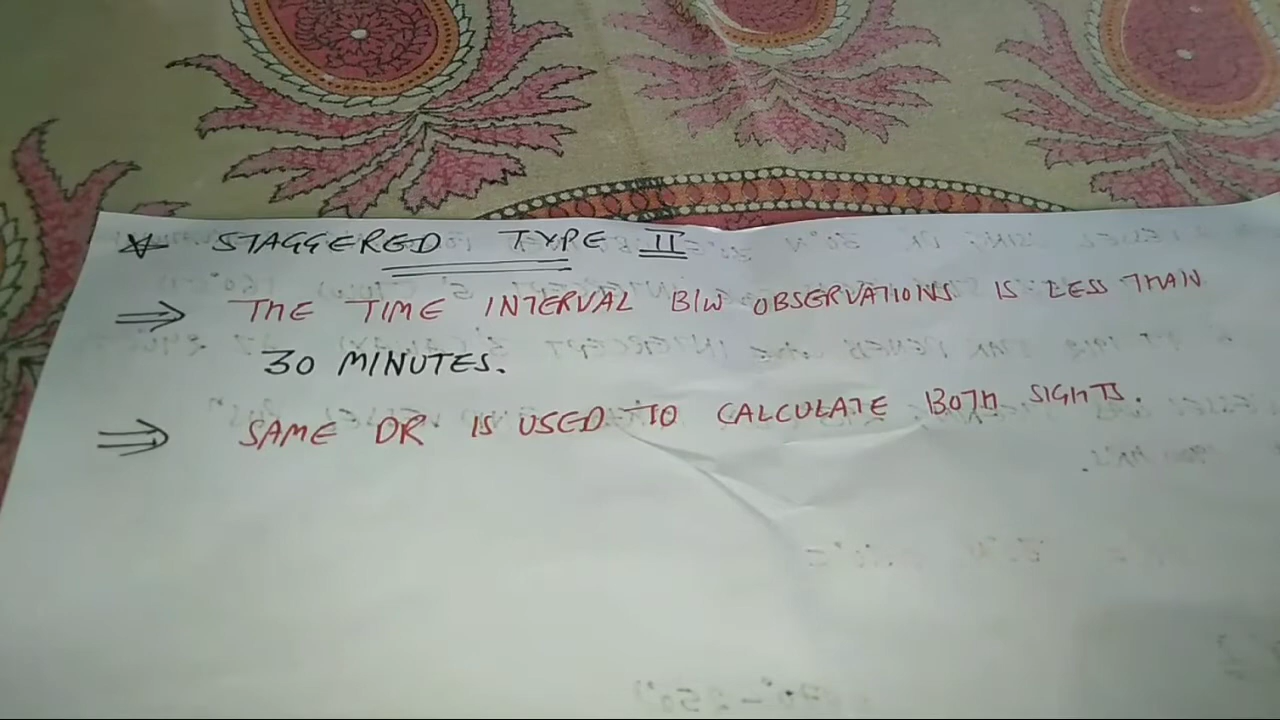 * STAGGERED TYPE II
⇒ THE TIME INTERVAL B/W OBSERVATIONS IS LESS THAN
30 MINUTES.
⇒ SAME DR IS USED TO CALCULATE BOTH SIGHTS.